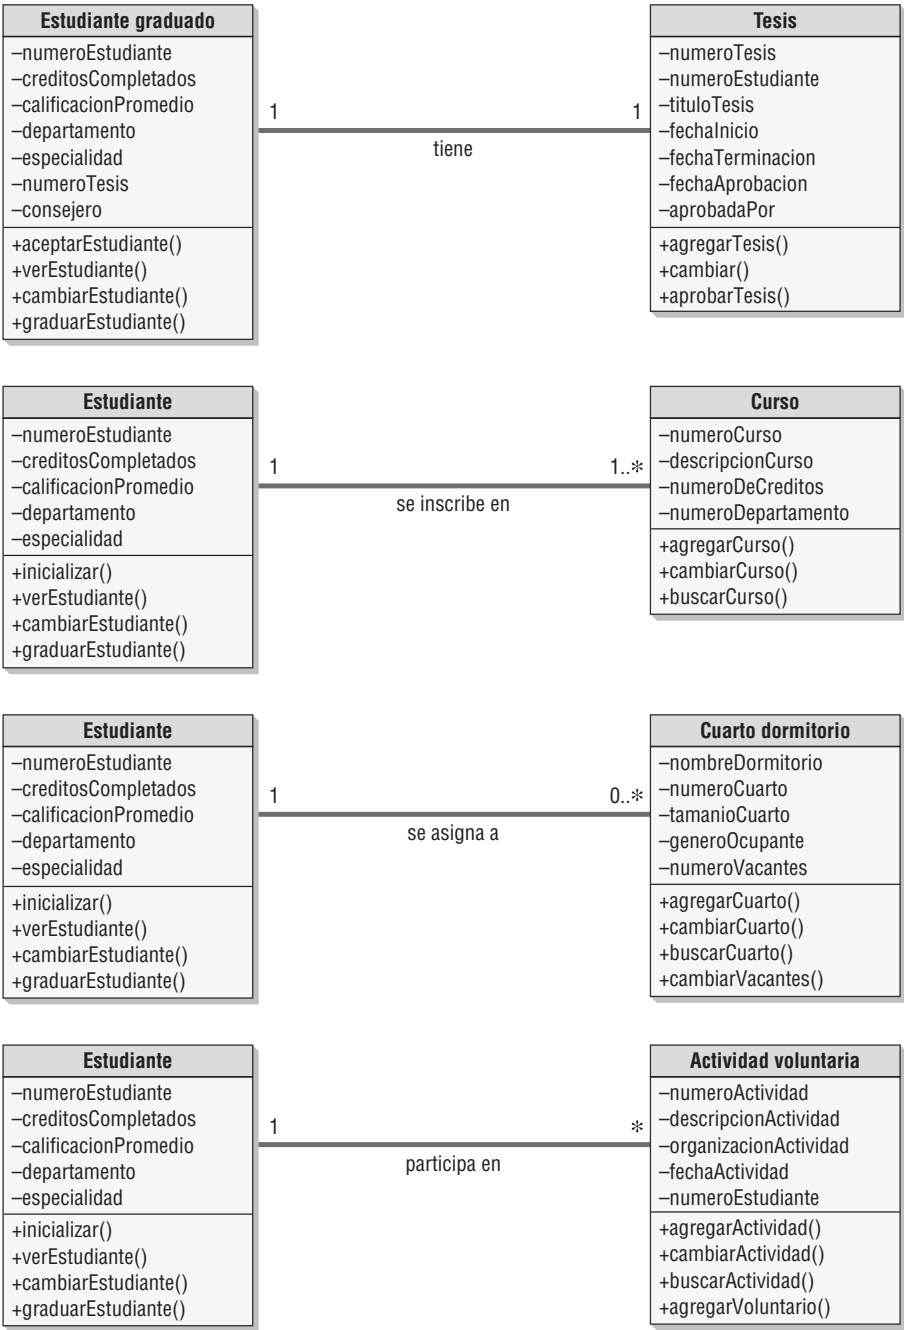 Estudiante graduado
–numeroEstudiante
–creditosCompletados
–calificacionPromedio
–departamento
–especialidad
–numeroTesis
–consejero
+aceptarEstudiante()
+verEstudiante()
+cambiarEstudiante()
+graduarEstudiante()
1
1
tiene
Tesis
–numeroTesis
–numeroEstudiante
–tituloTesis
–fechaInicio
–fechaTerminacion
–fechaAprobacion
–aprobadaPor
+agregarTesis()
+cambiar()
+aprobarTesis()
Estudiante
–numeroEstudiante
–creditosCompletados
–calificacionPromedio
–departamento
–especialidad
+inicializar()
+verEstudiante()
+cambiarEstudiante()
+graduarEstudiante()
1
1..*
se inscribe en
Curso
–numeroCurso
–descripcionCurso
–numeroDeCreditos
–numeroDepartamento
+agregarCurso()
+cambiarCurso()
+buscarCurso()
Estudiante
–numeroEstudiante
–creditosCompletados
–calificacionPromedio
–departamento
–especialidad
+inicializar()
+verEstudiante()
+cambiarEstudiante()
+graduarEstudiante()
1
0..*
se asigna a
Cuarto dormitorio
–nombreDormitorio
–numeroCuarto
–tamanioCuarto
–generoOcupante
–numeroVacantes
+agregarCuarto()
+cambiarCuarto()
+buscarCuarto()
+cambiarVacantes()
Estudiante
–numeroEstudiante
–creditosCompletados
–calificacionPromedio
–departamento
–especialidad
+inicializar()
+verEstudiante()
+cambiarEstudiante()
+graduarEstudiante()
1
*
participa en
Actividad voluntaria
–numeroActividad
–descripcionActividad
–organizacionActividad
–fechaActividad
–numeroEstudiante
+agregarActividad()
+cambiarActividad()
+buscarActividad()
+agregarVoluntario()